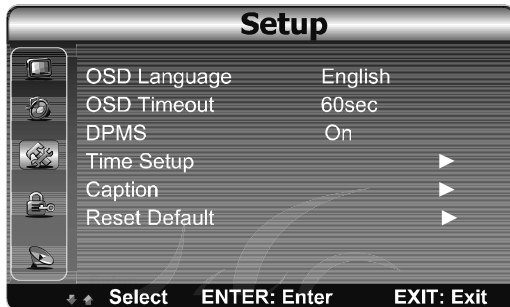 Setup
OSD Language English
OSD Timeout 60sec
DPMS On
Time Setup ►
Caption ►
Reset Default ►
Select ENTER: Enter EXIT: Exit